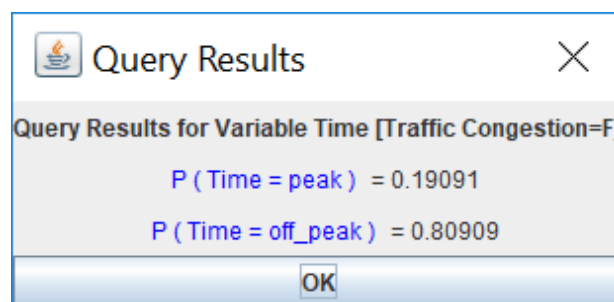 Query Results
Query Results for Variable Time [Traffic Congestion=F
P ( Time = peak ) = 0.19091
P ( Time = off_peak ) = 0.80909
OK